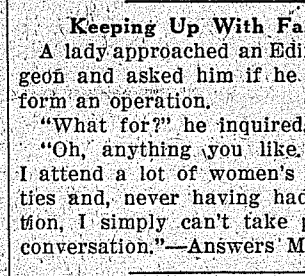 Keeping Up With Fa
A lady approached an Edi
geon and asked him if he
form an operation.
"What for?" he inquired.
"Oh, anything you like.
I attend a lot of women's
ties and, never having had
tion, I simply can't take
conversation."—Answers M